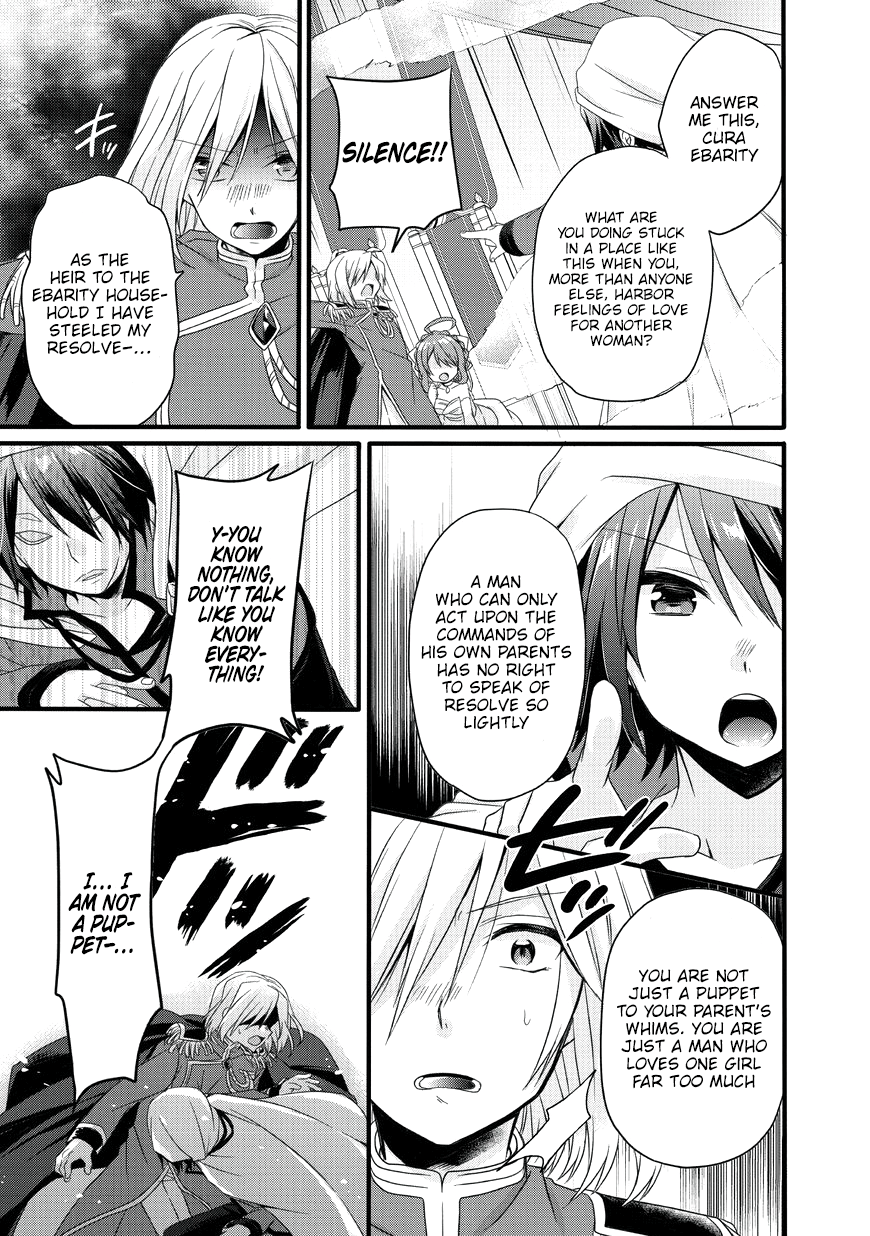 ANSWER
ME THIS,
CURA
EBARITY
WHAT ARE
YOU DOING STUCK
IN A PLACE LIKE
THIS WHEN YOU,
MORE THAN ANYONE
ELSE, HARBOR
FEELINGS OF LOVE
FOR ANOTHER
WOMAN?
SILENCE!!
ギッ
AS THE
HEIR TO THE
EBARITY HOUSE-
HOLD I HAVE
STEELED MY
RESOLVE-...
A MAN
WHO CAN ONLY
ACT UPON THE
COMMANDS OF
HIS OWN PARENTS
HAS NO RIGHT
TO SPEAK OF
RESOLVE SO
LIGHTLY
Y-YOU
KNOW
NOTHING,
DON'T TALK
LIKE YOU
KNOW
EVERY-
THING!
ビシ
YOU ARE NOT
JUST A PUPPET
TO YOUR PARENT'S
WHIMS. YOU ARE
JUST A MAN WHO
LOVES ONE GIRL
FAR TOO MUCH
I... I
AM NOT
A PUP-
PET-...